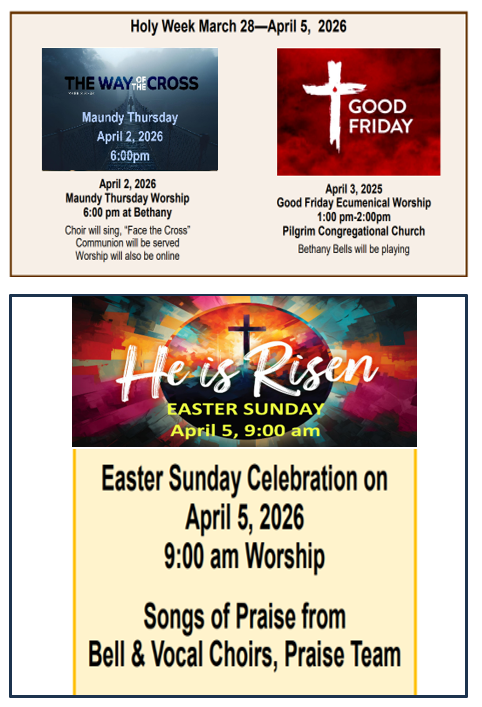 Holy Week March 28—April 5, 2026
THE WAY OF THE CROSS
Maundy Thursday
April 2, 2026
6:00pm
April 2, 2026
Maundy Thursday Worship
6:00 pm at Bethany
Choir will sing, “Face the Cross”
Communion will be served
Worship will also be online
GOOD
FRIDAY
April 3, 2025
Good Friday Ecumenical Worship
1:00 pm-2:00pm
Pilgrim Congregational Church
Bethany Bells will be playing
He is Risen
EASTER SUNDAY
April 5, 9:00 am
Easter Sunday Celebration on
April 5, 2026
9:00 am Worship
Songs of Praise from
Bell & Vocal Choirs, Praise Team